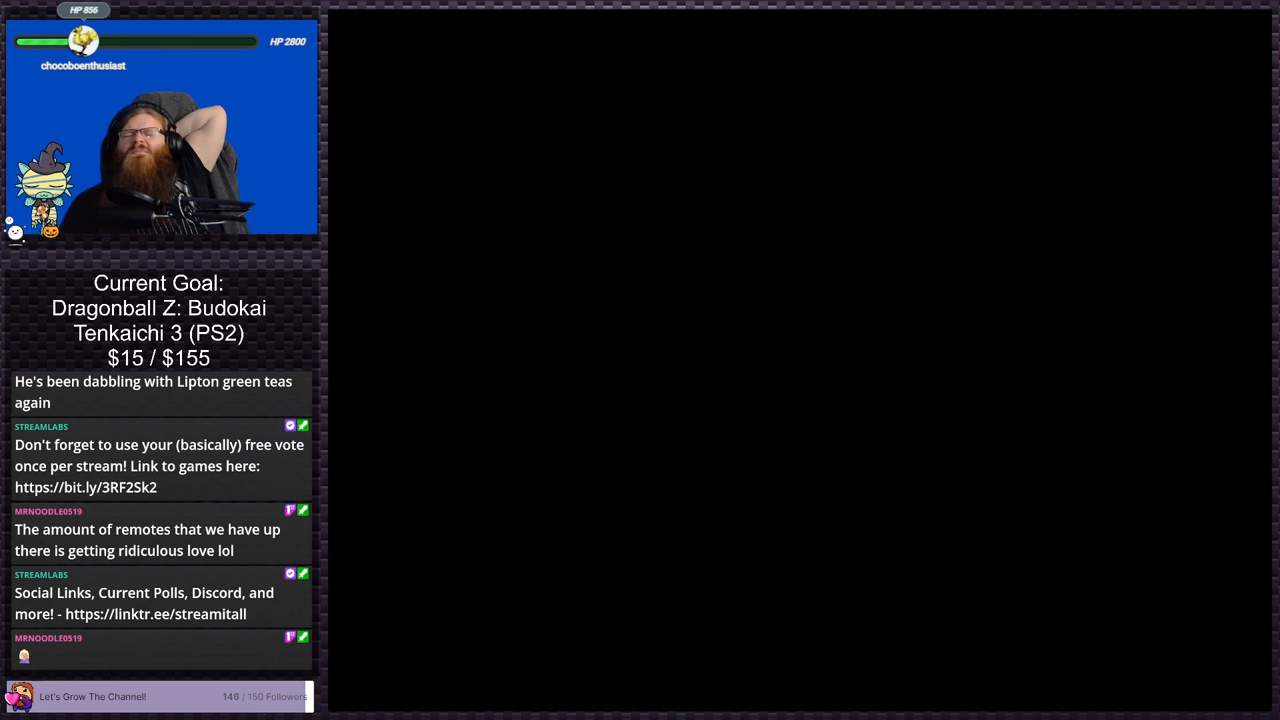 HP 856
HP 2800
chocoboenthusiast
Current Goal:
Dragonball Z: Budokai
Tenkaichi 3 (PS2)
$15 / $155
He's been dabbling with Lipton green teas
again
STREAMLABS
Don't forget to use your (basically) free vote
once per stream! Link to games here:
https://bit.ly/3RF2Sk2
MRNOODLE0519
The amount of remotes that we have up
there is getting ridiculous love lol
STREAMLABS
Social Links, Current Polls, Discord, and
more! - https://linktr.ee/streamitall
MRNOODLE0519
Let's Grow The Channel! 146 / 150 Followers